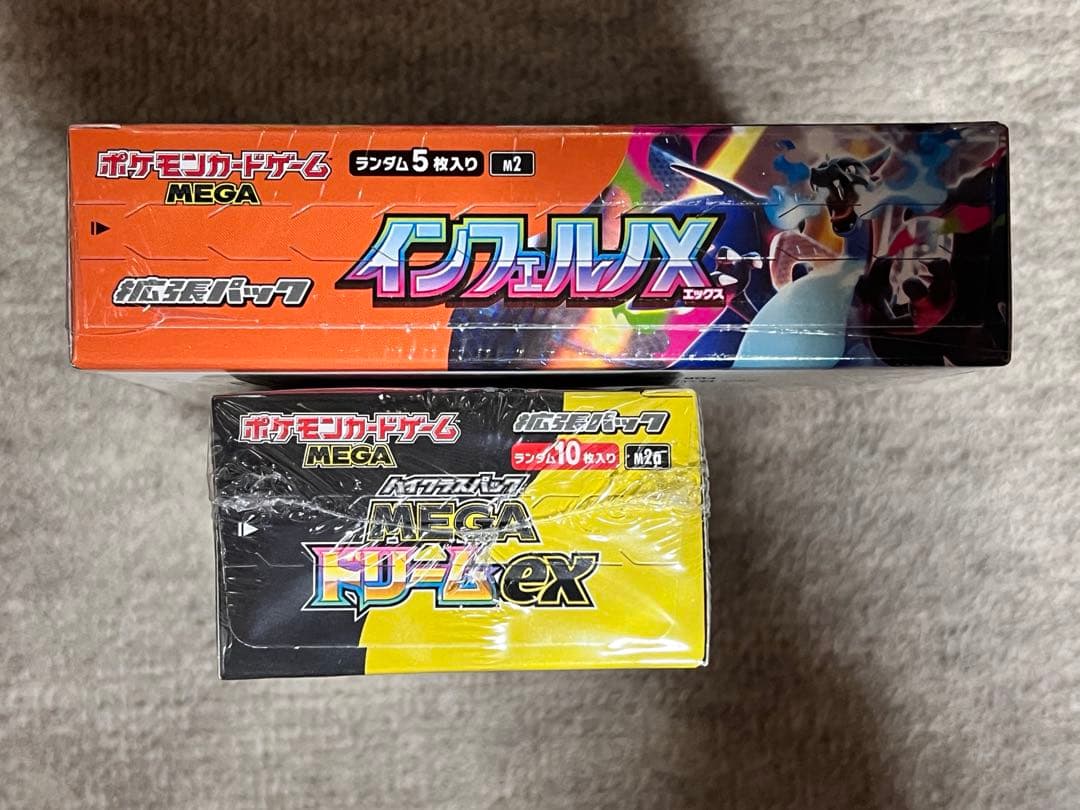 ポケモンカードゲーム
MEGA
ランダム5枚入り M2
インフェルノX
エックス
拡張パック
ポケモンカードゲーム
MEGA
拡張パック
ランダム10枚入り M2a
ハイクラスパック
MEGA
ドリームex